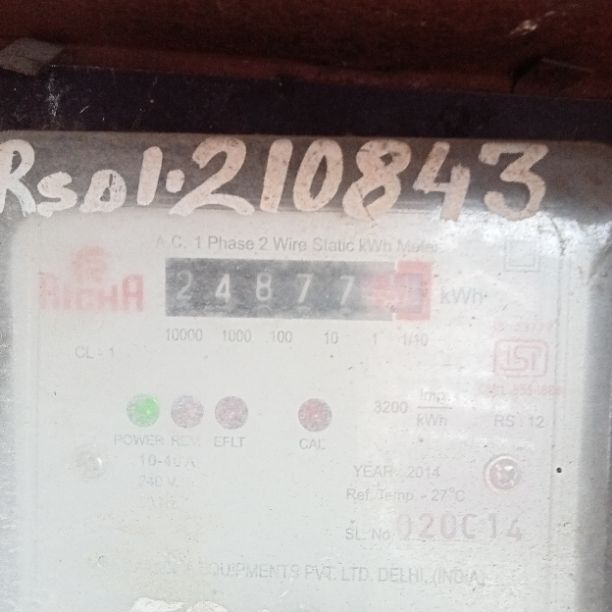 RSD1.210843
A.C. 1 Phase 2 Wire Static kWh Meter
24877
kWh
10000 1000 100 10 1 1/10
CL - 1
ISI
3200 Imp/kWh
RS : 12
POWER REV EFLT CAL
10-40 A
240 V.
YEAR 2014
Ref. Temp. - 27°C
SL. No. 020C14
EQUIPMENTS PVT. LTD. DELHI, (INDIA)